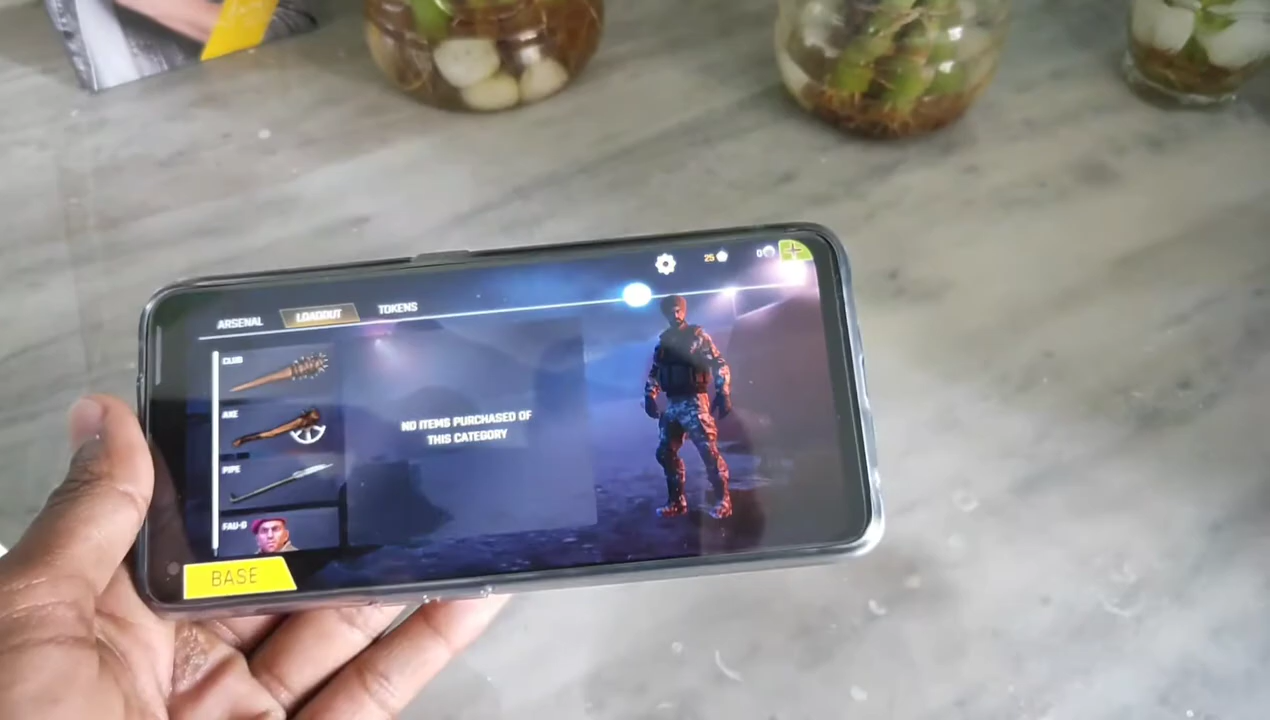 25
0
ARSENAL
LOADOUT
TOKENS
CLUB
AXE
PIPE
FAU-G
NO ITEMS PURCHASED OF
THIS CATEGORY
BASE